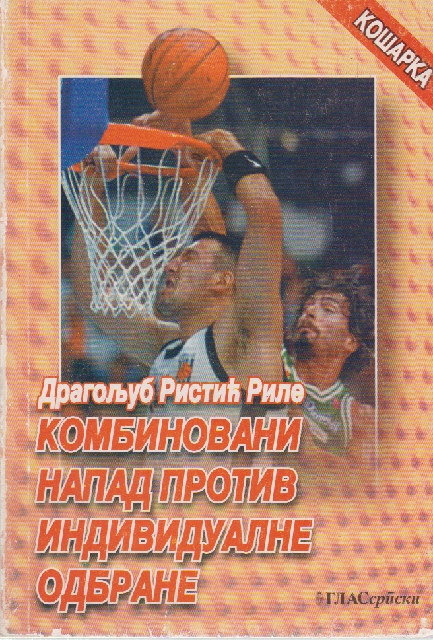 КОШАРКА
Драгољуб Ристић Риле
КОМБИНОВАНИ
НАПАД ПРОТИВ
ИНДИВИДУАЛНЕ
ОДБРАНЕ
ГЛАСсрпски